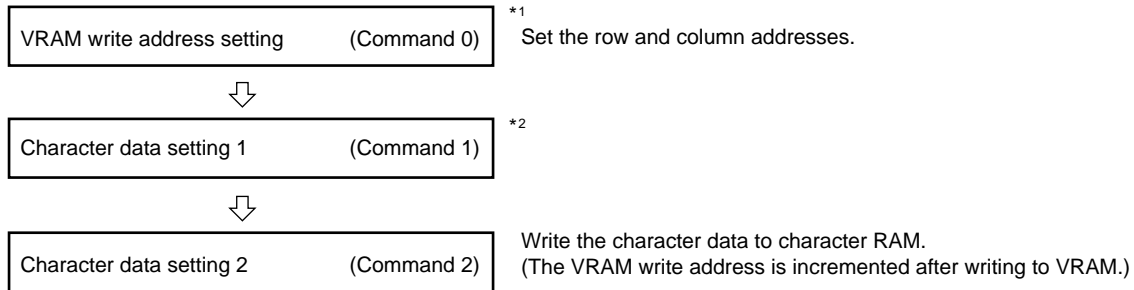 *1
VRAM write address setting (Command 0)
Set the row and column addresses.
Character data setting 1 (Command 1)
*2
Character data setting 2 (Command 2)
Write the character data to character RAM.
(The VRAM write address is incremented after writing to VRAM.)